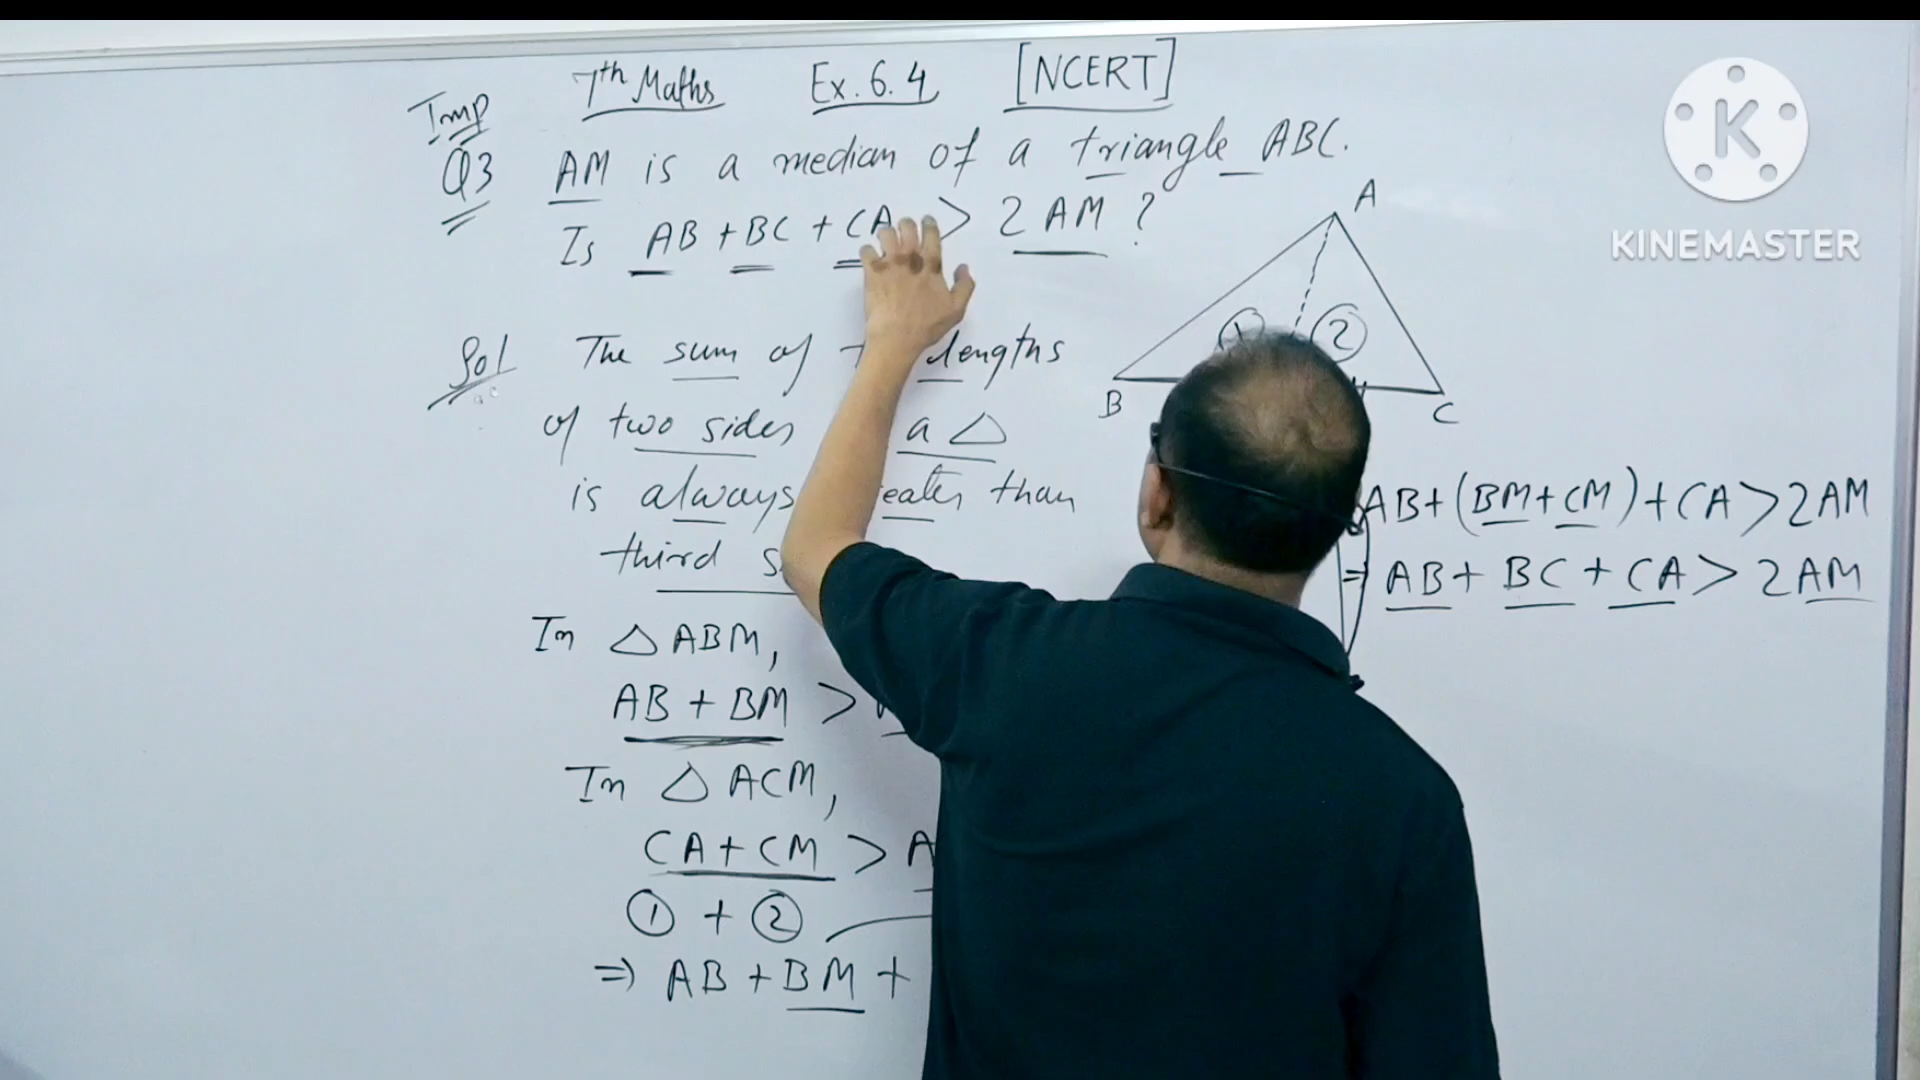 7th Maths Ex. 6.4 [NCERT]
Imp
Q3 AM is a median of a triangle ABC.
Is AB + BC + CA > 2 AM ?
A
① ②
B C
Sol The sum of lengths
of two sides a △
is always than
third
In △ ABM,
AB + BM >
In △ ACM,
CA + CM > A
① + ②
⇒ AB + BM +
AB + (BM + CM) + CA > 2AM
⇒ AB + BC + CA > 2AM
K
KINEMASTER